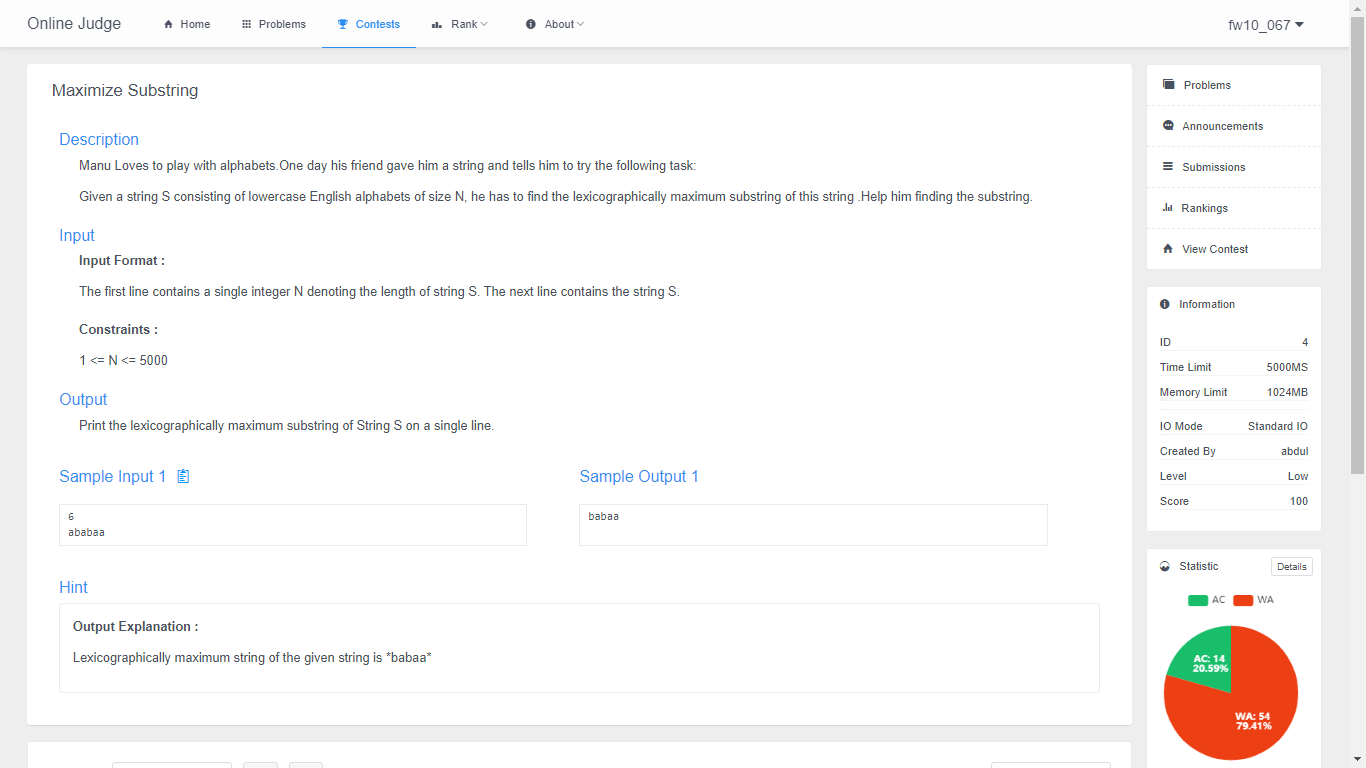 Online Judge
Home
Problems
Contests
Rank
About
fw10_067
Maximize Substring
Description
Manu Loves to play with alphabets.One day his friend gave him a string and tells him to try the following task:
Given a string S consisting of lowercase English alphabets of size N, he has to find the lexicographically maximum substring of this string .Help him finding the substring.
Input
Input Format :
The first line contains a single integer N denoting the length of string S. The next line contains the string S.
Constraints :
1 <= N <= 5000
Output
Print the lexicographically maximum substring of String S on a single line.
Sample Input 1
6
ababaa
Sample Output 1
babaa
Hint
Output Explanation :
Lexicographically maximum string of the given string is *babaa*
Problems
Announcements
Submissions
Rankings
View Contest
Information
ID 4
Time Limit 5000MS
Memory Limit 1024MB
IO Mode Standard IO
Created By abdul
Level Low
Score 100
Statistic Details
AC WA
AC: 14
20.59%
WA: 54
79.41%